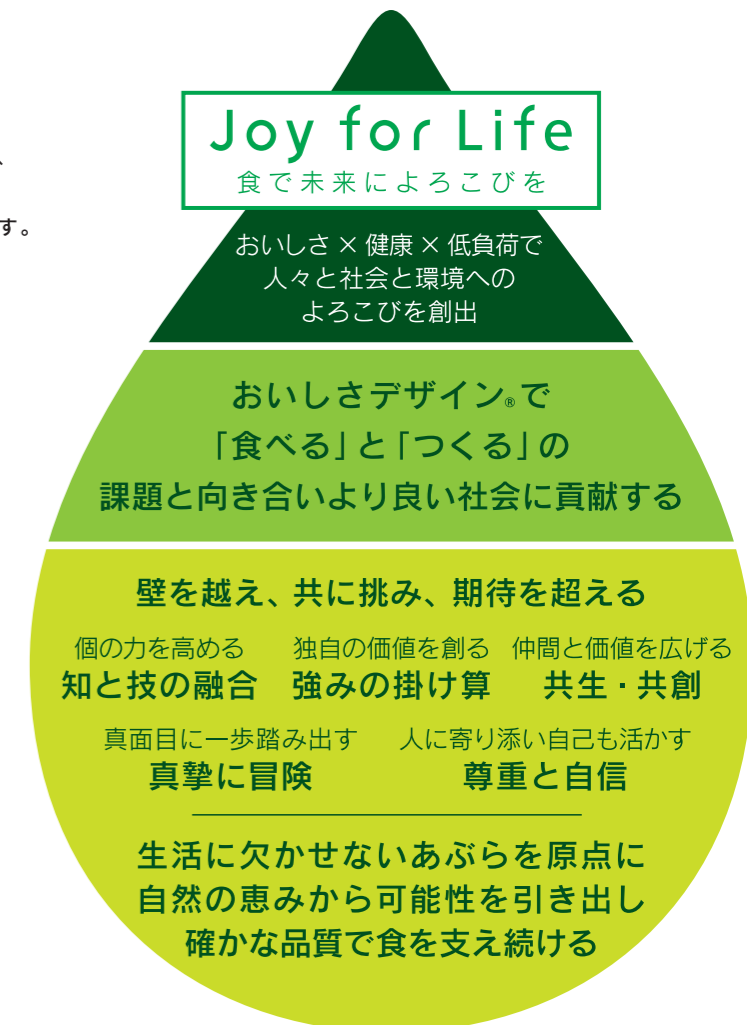 、
す。
Joy for Life
食で未来によろこびを
おいしさ×健康×低負荷で
人々と社会と環境への
よろこびを創出
おいしさデザイン®で
「食べる」と「つくる」の
課題と向き合いより良い社会に貢献する
壁を越え、共に挑み、期待を超える
個の力を高める 独自の価値を創る 仲間と価値を広げる
知と技の融合 強みの掛け算 共生・共創
真面目に一歩踏み出す 人に寄り添い自己も活かす
真摯に冒険 尊重と自信
生活に欠かせないあぶらを原点に
自然の恵みから可能性を引き出し
確かな品質で食を支え続ける